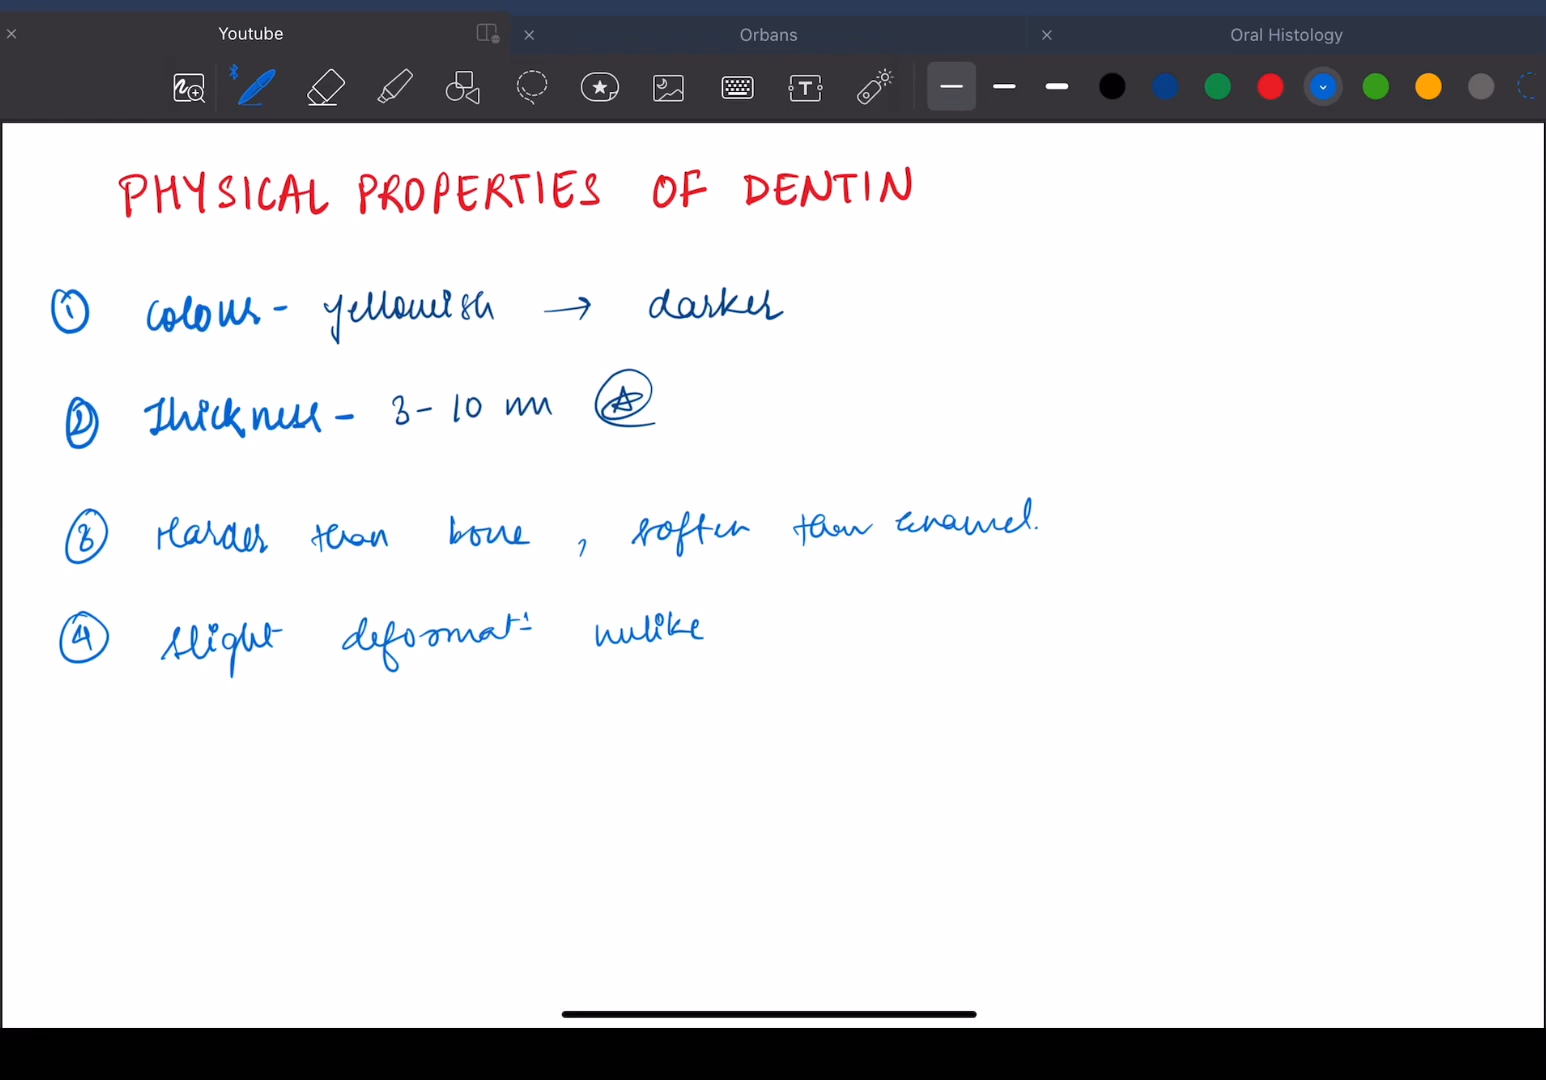 Youtube Orbans Oral Histology
PHYSICAL PROPERTIES OF DENTIN
① Colour - yellowish → darker
② Thickness - 3-10 mm
③ Harder than bone, softer than enamel.
④ slight deformatⁿ unlike